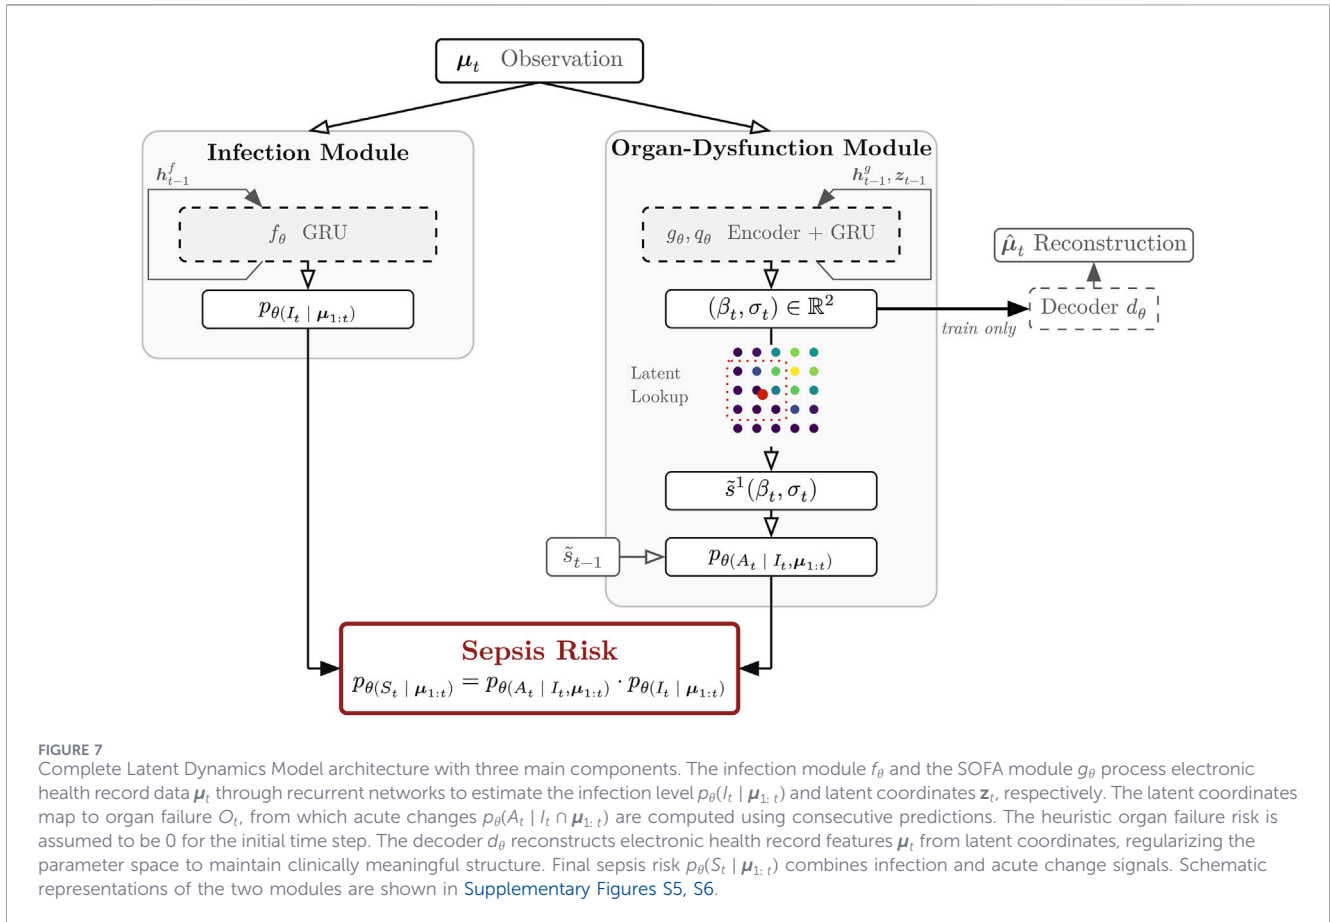 μ_t Observation
Infection Module
h^f_{t−1}
f_θ GRU
p_{θ(I_t | μ_{1:t})}
Organ-Dysfunction Module
h^g_{t−1}, z_{t−1}
g_θ, q_θ Encoder + GRU
(β_t, σ_t) ∈ ℝ²
train only
μ̂_t Reconstruction
Decoder d_θ
Latent
Lookup
s̃^1(β_t, σ_t)
s̃_{t−1}
p_{θ(A_t | I_t,μ_{1:t})}
Sepsis Risk
p_{θ(S_t | μ_{1:t})} = p_{θ(A_t | I_t,μ_{1:t})} · p_{θ(I_t | μ_{1:t})}
FIGURE 7
Complete Latent Dynamics Model architecture with three main components. The infection module f_θ and the SOFA module g_θ process electronic
health record data μ_t through recurrent networks to estimate the infection level p_θ(I_t | μ_{1: t}) and latent coordinates z_t, respectively. The latent coordinates
map to organ failure O_t, from which acute changes p_θ(A_t | I_t ∩ μ_{1: t}) are computed using consecutive predictions. The heuristic organ failure risk is
assumed to be 0 for the initial time step. The decoder d_θ reconstructs electronic health record features μ_t from latent coordinates, regularizing the
parameter space to maintain clinically meaningful structure. Final sepsis risk p_θ(S_t | μ_{1: t}) combines infection and acute change signals. Schematic
representations of the two modules are shown in Supplementary Figures S5, S6.